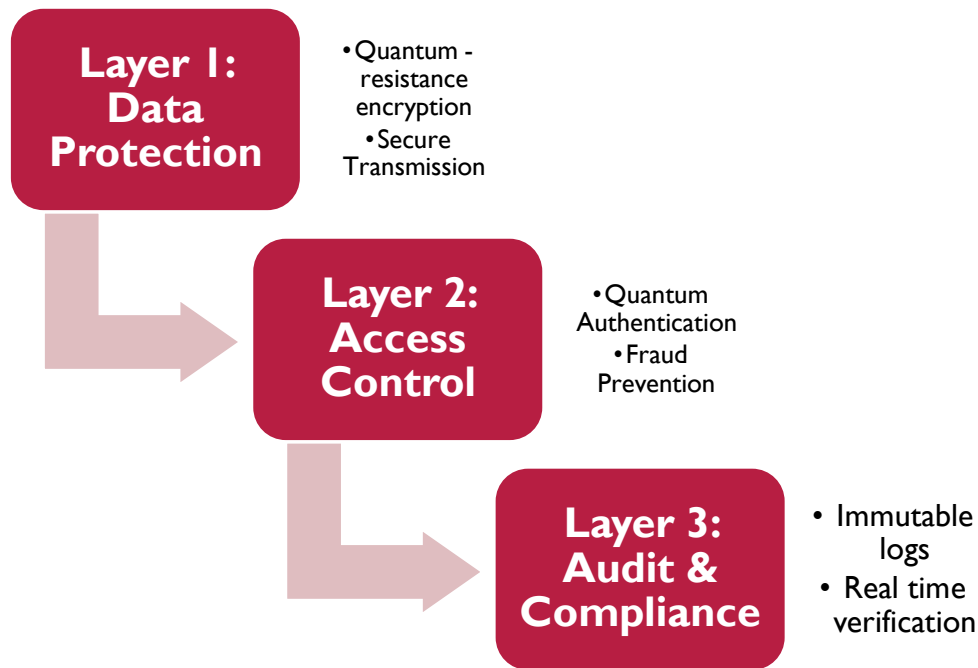 Layer 1:
Data
Protection
•Quantum -
resistance
encryption
•Secure
Transmission
Layer 2:
Access
Control
•Quantum
Authentication
•Fraud
Prevention
Layer 3:
Audit &
Compliance
• Immutable
logs
• Real time
verification